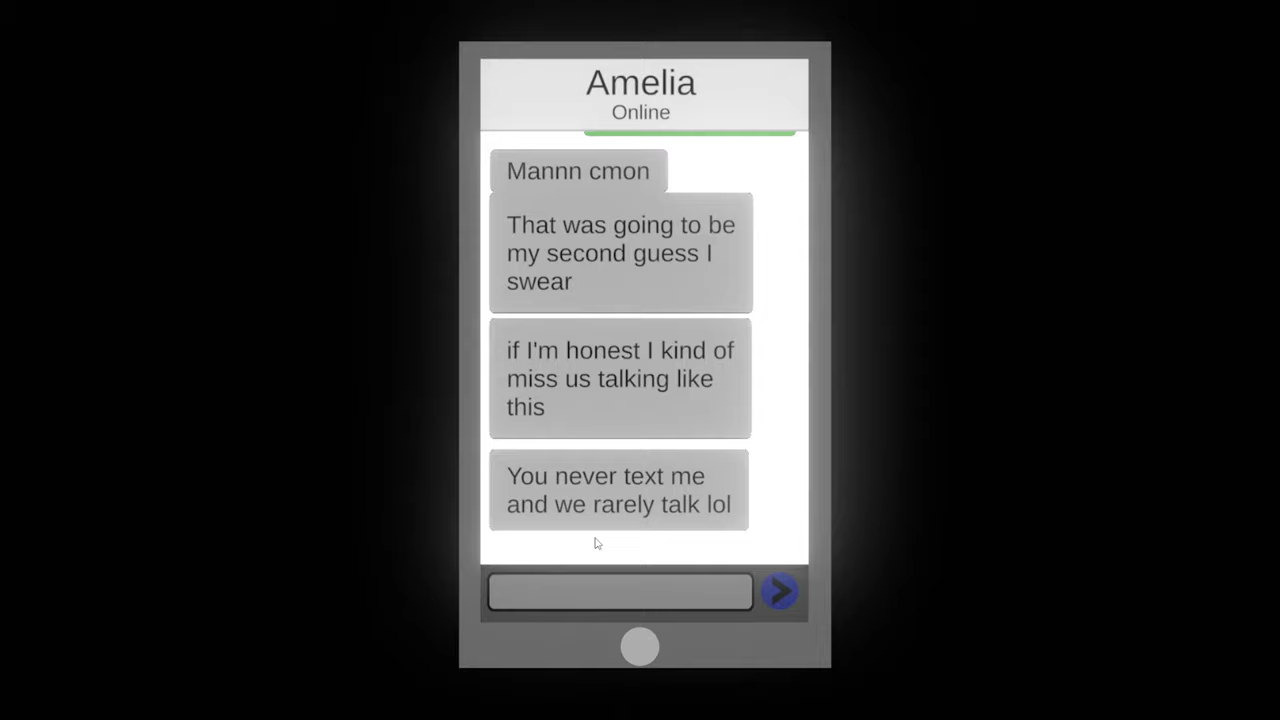 Amelia
Online
Mannn cmon
That was going to be
my second guess I
swear
if I'm honest I kind of
miss us talking like
this
You never text me
and we rarely talk lol